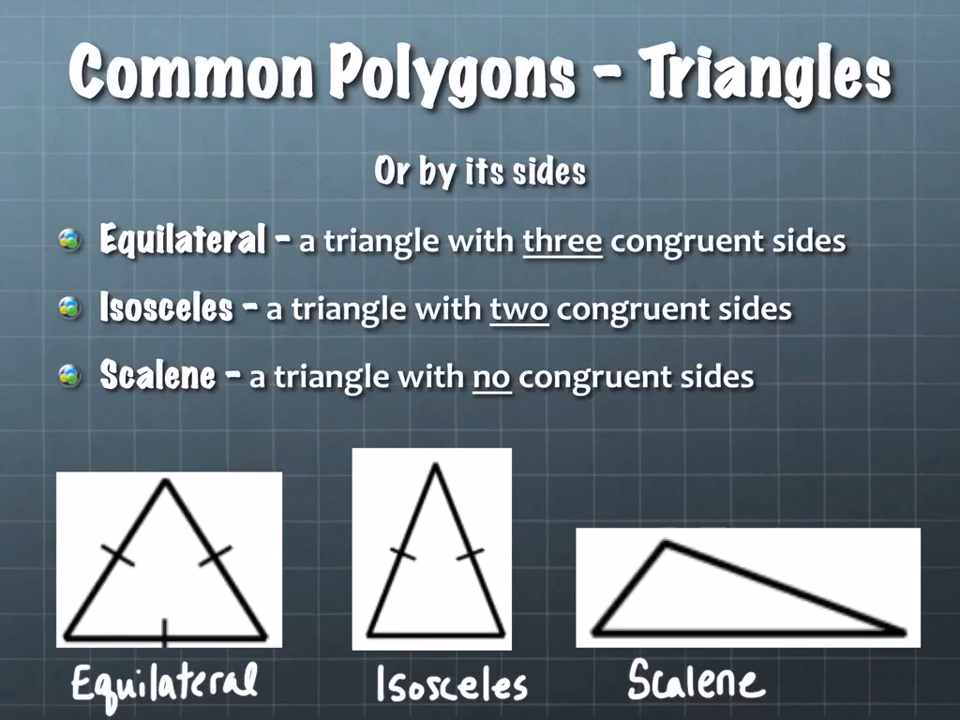 Common Polygons - Triangles
Or by its sides
Equilateral - a triangle with three congruent sides
Isosceles - a triangle with two congruent sides
Scalene - a triangle with no congruent sides
Equilateral Isosceles Scalene